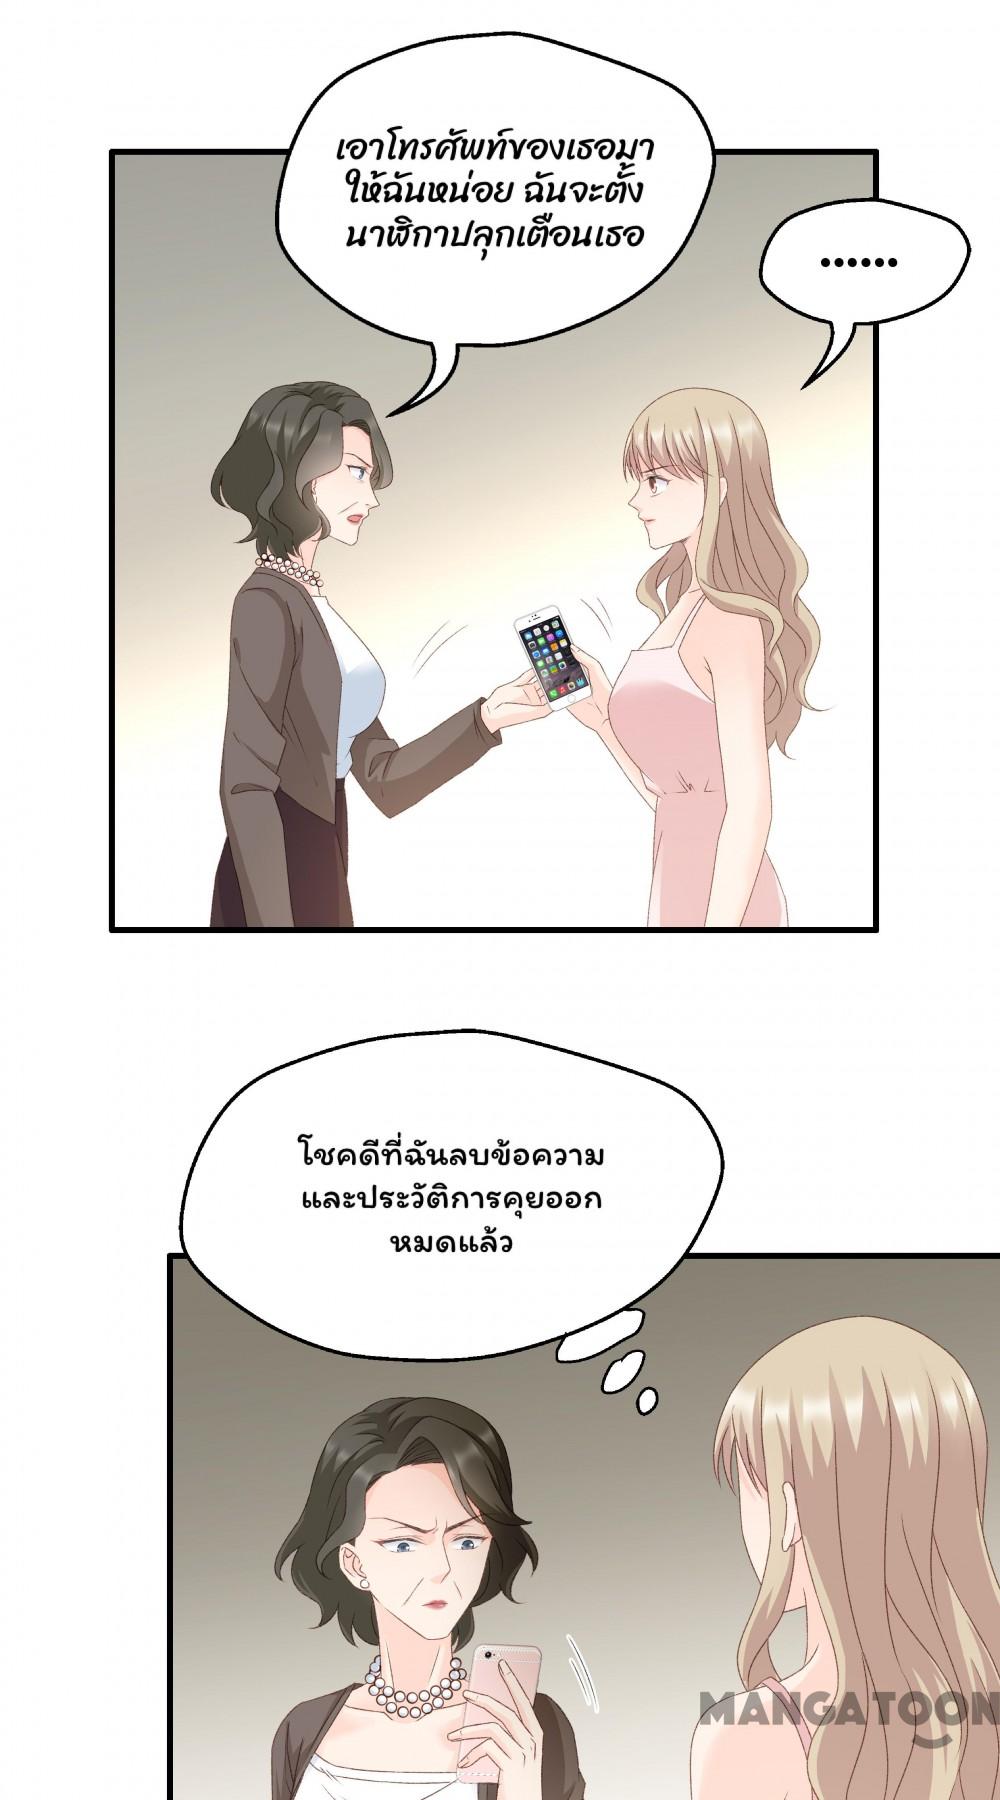 เอาโทรศัพท์ของเธอมา
ให้ฉันหน่อย ฉันจะตั้ง
นาฬิกาปลุกเตือนเธอ
......
โชคดีที่ฉันลบข้อความ
และประวัติการคุยออก
หมดแล้ว
MANGATOON